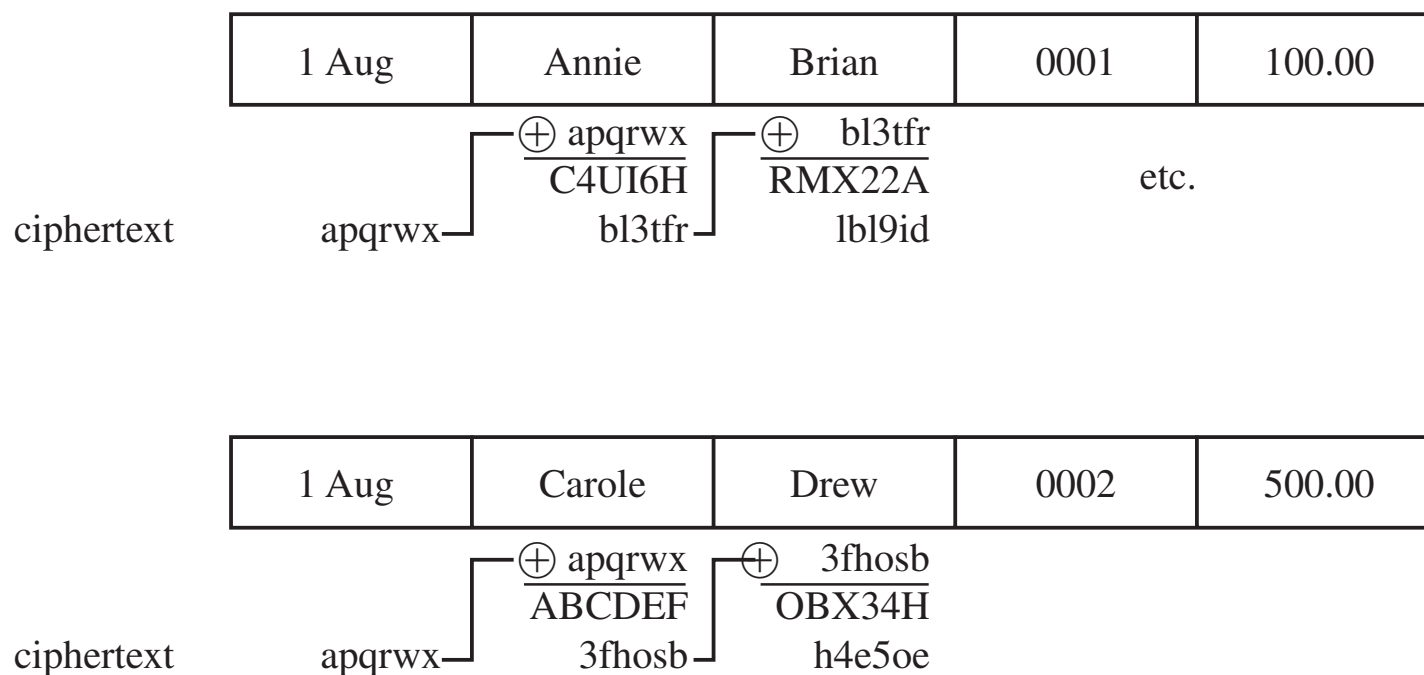 1 Aug Annie Brian 0001 100.00
⊕ apqrwx ⊕ bl3tfr
C4UI6H RMX22A etc.
ciphertext apqrwx bl3tfr lbl9id
1 Aug Carole Drew 0002 500.00
⊕ apqrwx ⊕ 3fhosb
ABCDEF OBX34H
ciphertext apqrwx 3fhosb h4e5oe